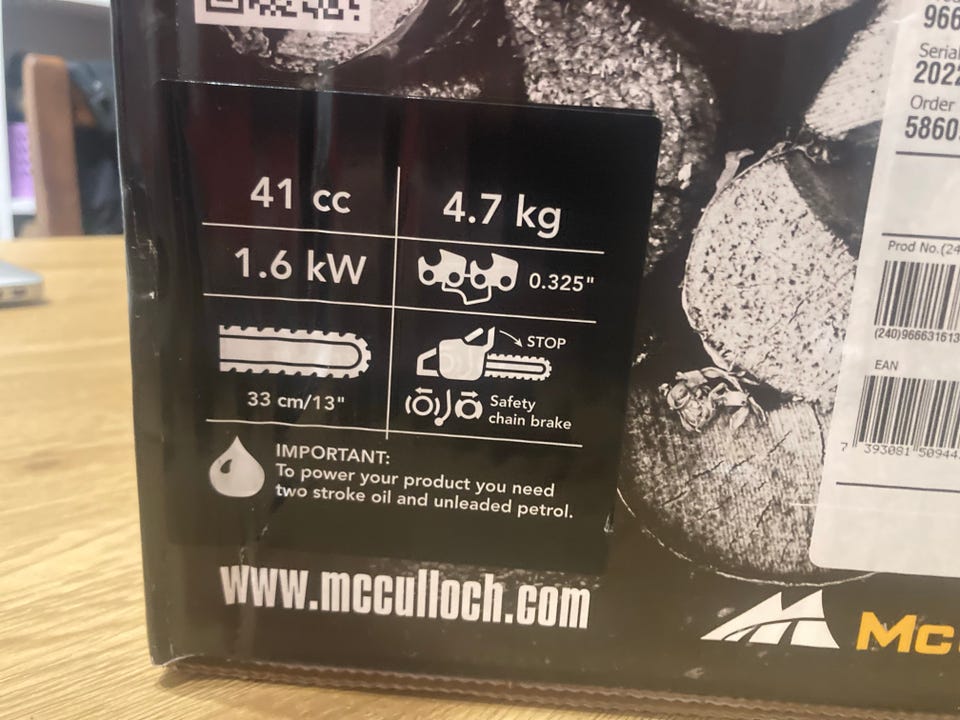 41 cc
4.7 kg
1.6 kW
0.325"
STOP
33 cm/13"
Safety
chain brake
IMPORTANT:
To power your product you need
two stroke oil and unleaded petrol.
www.mcculloch.com
Mc
966
Serial
2022
Order
5860
Prod No.(24
(240)966631613
EAN
7 393081 50944